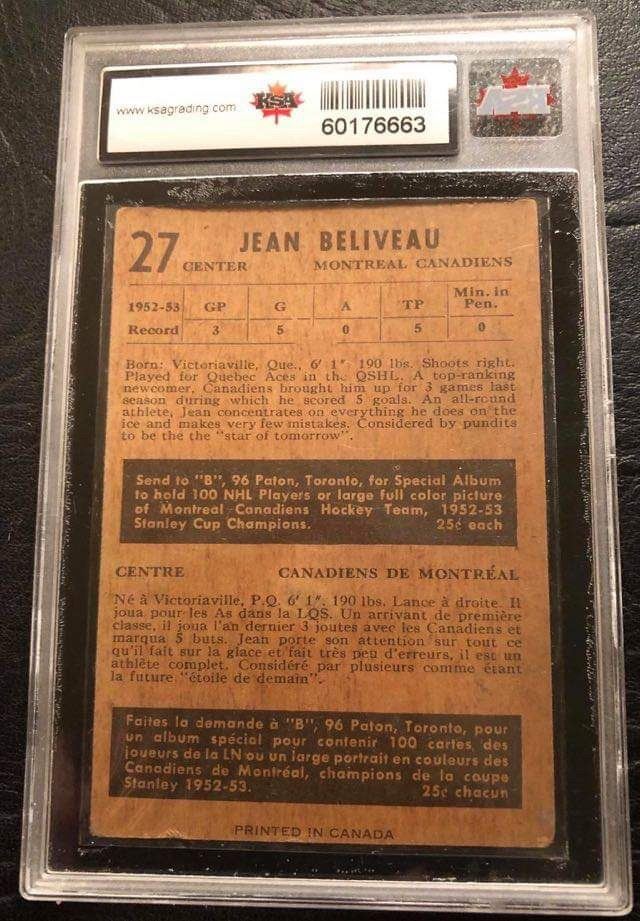 www.ksagrading.com
KSA
60176663
KSA
27 JEAN BELIVEAU
CENTER MONTREAL CANADIENS
1952-53 GP G A TP Min. in Pen.
Record 3 5 0 5 0
Born: Victoriaville, Que., 6' 1". 190 lbs. Shoots right.
Played for Quebec Aces in the QSHL. A top-ranking
newcomer, Canadiens brought him up for 3 games last
season during which he scored 5 goals. An all-round
athlete, Jean concentrates on everything he does on the
ice and makes very few mistakes. Considered by pundits
to be the the "star of tomorrow".
Send to "B", 96 Paton, Toronto, for Special Album
to hold 100 NHL Players or large full color picture
of Montreal Canadiens Hockey Team, 1952-53
Stanley Cup Champions. 25¢ each
CENTRE CANADIENS DE MONTRÉAL
Né à Victoriaville, P.Q. 6' 1". 190 lbs. Lance à droite. Il
joua pour les As dans la LQS. Un arrivant de première
classe, il joua l'an dernier 3 joutes avec les Canadiens et
marqua 5 buts. Jean porte son attention sur tout ce
qu'il fait sur la glace et fait très peu d'erreurs, il est un
athlète complet. Considéré par plusieurs comme étant
la future "étoile de demain".
Faites la demande à "B", 96 Paton, Toronto, pour
un album spécial pour contenir 100 cartes des
joueurs de la LN ou un large portrait en couleurs des
Canadiens de Montréal, champions de la coupe
Stanley 1952-53. 25¢ chacun
PRINTED IN CANADA